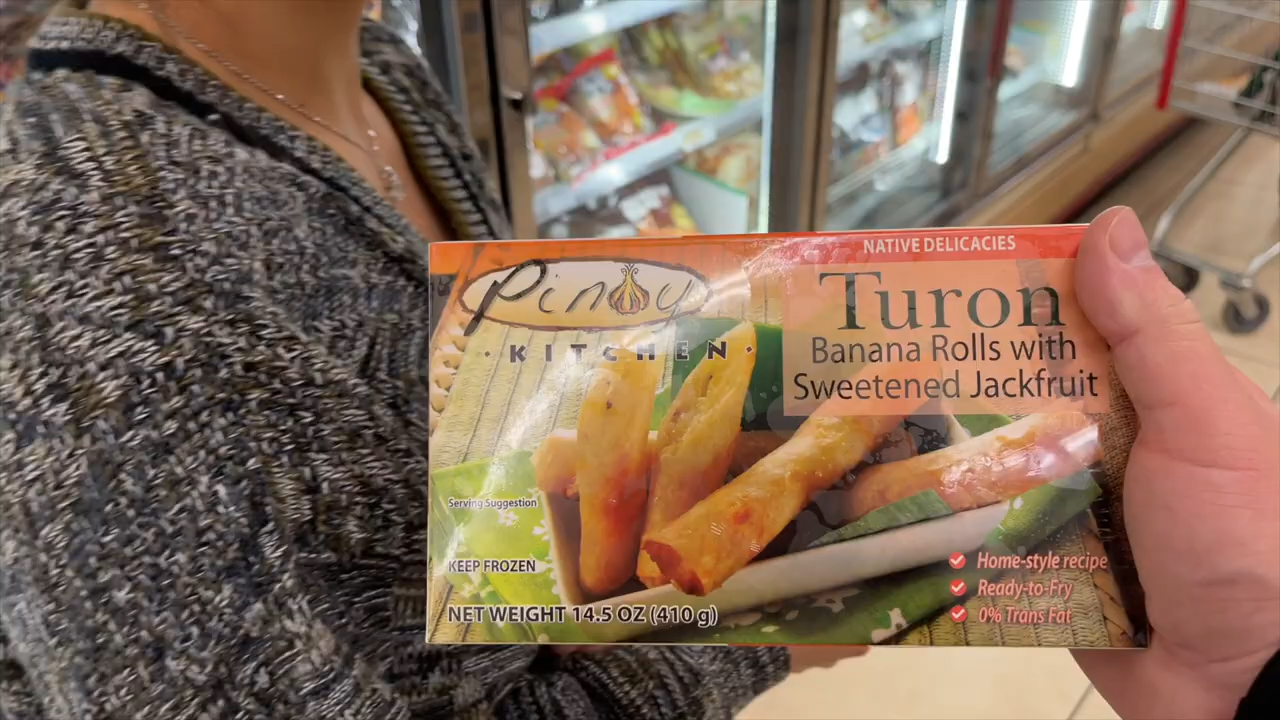 NATIVE DELICACIES
Pinoy
• KITCHEN •
Turon
Banana Rolls with
Sweetened Jackfruit
Serving Suggestion
KEEP FROZEN
NET WEIGHT 14.5 OZ (410 g)
Home-style recipe
Ready-to-Fry
0% Trans Fat